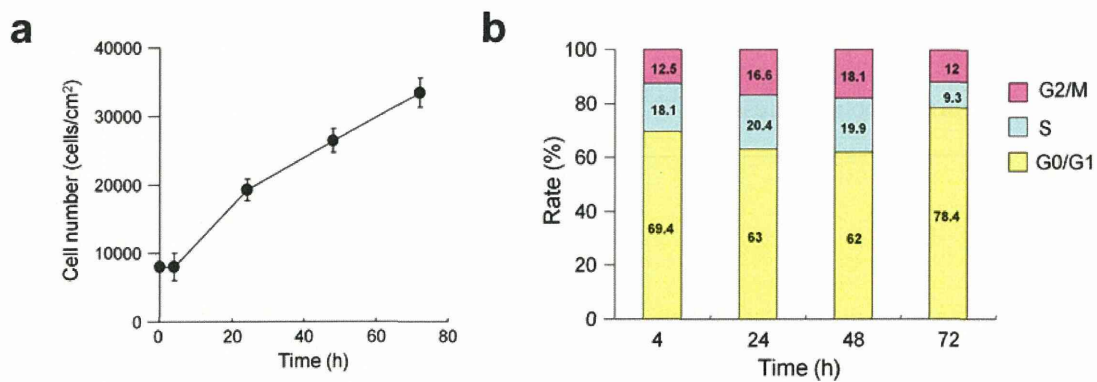 a
40000
30000
20000
10000
0
Cell number (cells/cm²)
0 20 40 60 80
Time (h)
b
100
80
60
40
20
0
Rate (%)
12.5 16.6 18.1 12
18.1 20.4 19.9 9.3
69.4 63 62 78.4
4 24 48 72
Time (h)
G2/M
S
G0/G1